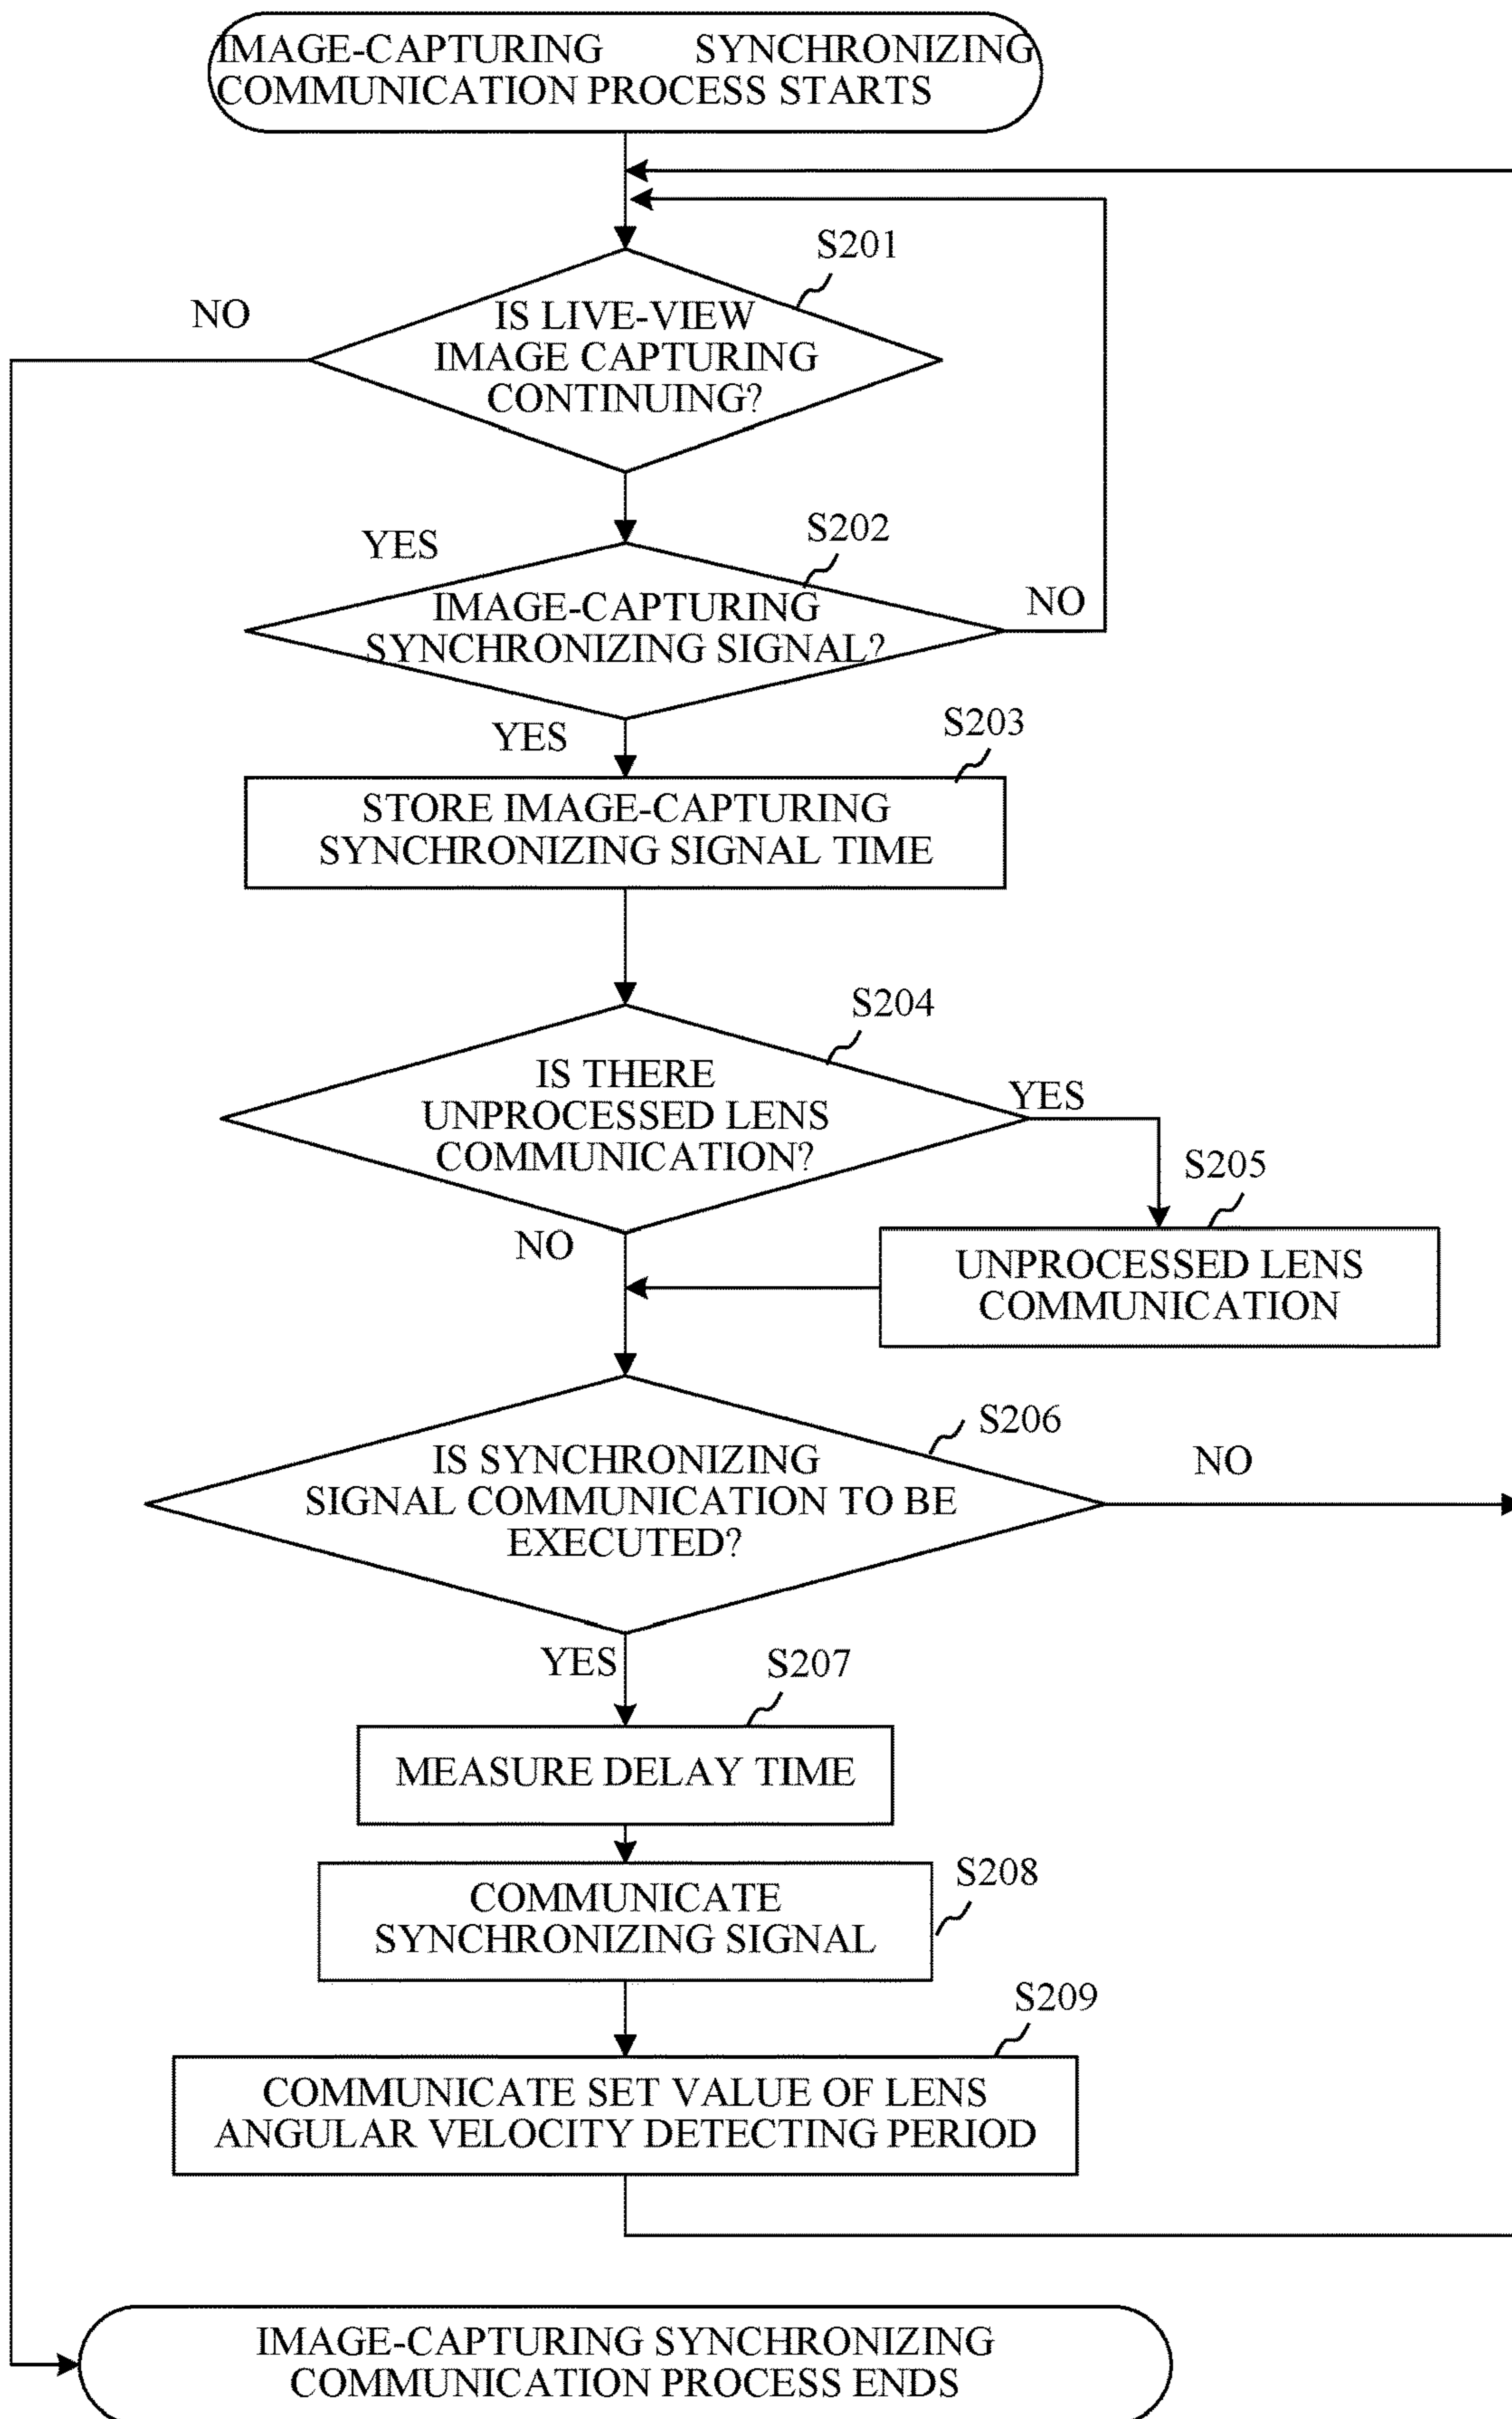 IMAGE-CAPTURING SYNCHRONIZING
COMMUNICATION PROCESS STARTS
S201
NO
IS LIVE-VIEW
IMAGE CAPTURING
CONTINUING?
S202
YES
IMAGE-CAPTURING
SYNCHRONIZING SIGNAL?
NO
YES
S203
STORE IMAGE-CAPTURING
SYNCHRONIZING SIGNAL TIME
S204
IS THERE
UNPROCESSED LENS
COMMUNICATION?
YES
S205
NO
UNPROCESSED LENS
COMMUNICATION
S206
IS SYNCHRONIZING
SIGNAL COMMUNICATION TO BE
EXECUTED?
NO
YES
S207
MEASURE DELAY TIME
S208
COMMUNICATE
SYNCHRONIZING SIGNAL
S209
COMMUNICATE SET VALUE OF LENS
ANGULAR VELOCITY DETECTING PERIOD
IMAGE-CAPTURING SYNCHRONIZING
COMMUNICATION PROCESS ENDS